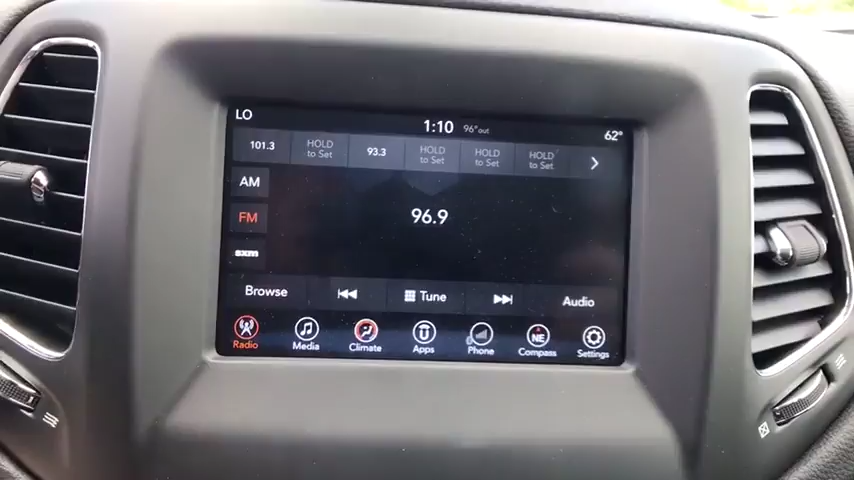 LO 1:10 96°out 62°
101.3 HOLD to Set 93.3 HOLD to Set HOLD to Set HOLD to Set
AM
FM
96.9
sxm
Browse Tune Audio
Radio Media Climate Apps Phone NE Compass Settings